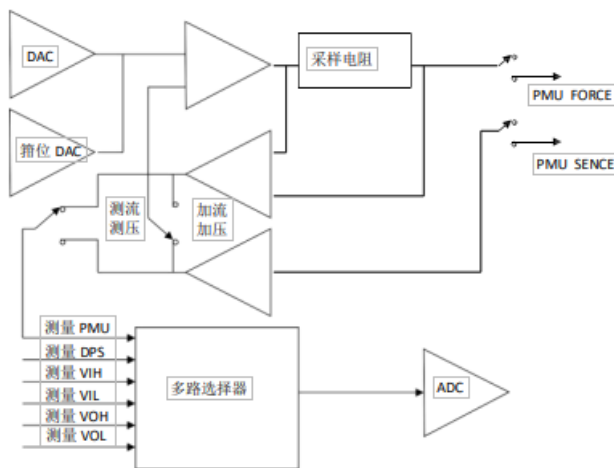 DAC
采样电阻
PMU FORCE
箝位 DAC
PMU SENCE
测流
测压
加流
加压
测量 PMU
测量 DPS
测量 VIH
测量 VIL
测量 VOH
测量 VOL
多路选择器
ADC